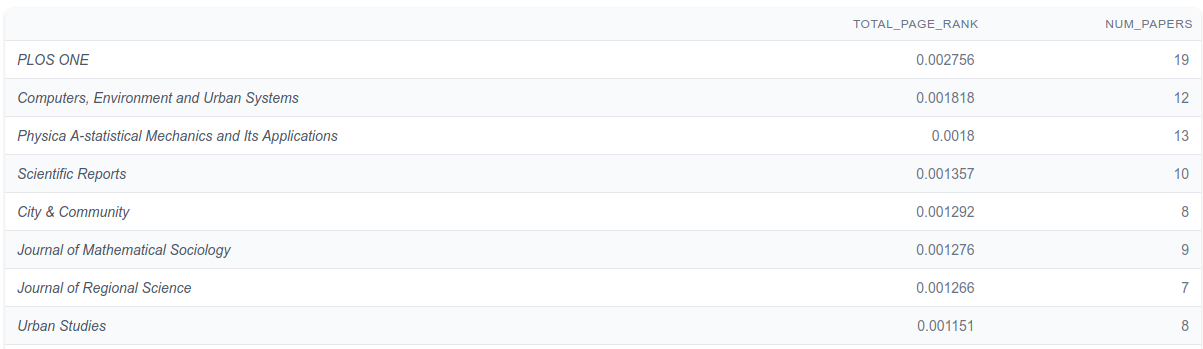 TOTAL_PAGE_RANK NUM_PAPERS
PLOS ONE 0.002756 19
Computers, Environment and Urban Systems 0.001818 12
Physica A-statistical Mechanics and Its Applications 0.0018 13
Scientific Reports 0.001357 10
City & Community 0.001292 8
Journal of Mathematical Sociology 0.001276 9
Journal of Regional Science 0.001266 7
Urban Studies 0.001151 8